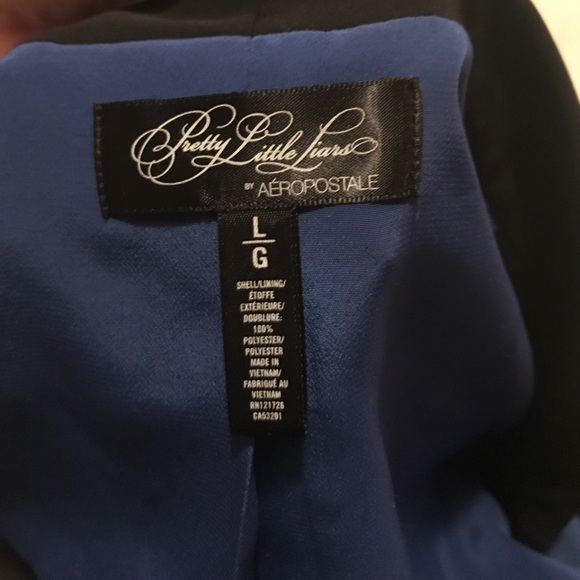 Pretty Little Liars
BY AÉROPOSTALE
L
G
SHELL/LINING/
ÉTOFFE
EXTÉRIEURE/
DOUBLURE:
100%
POLYESTER/
POLYESTER
MADE IN
VIETNAM/
FABRIQUÉ AU
VIETNAM
RN121726
CA53201